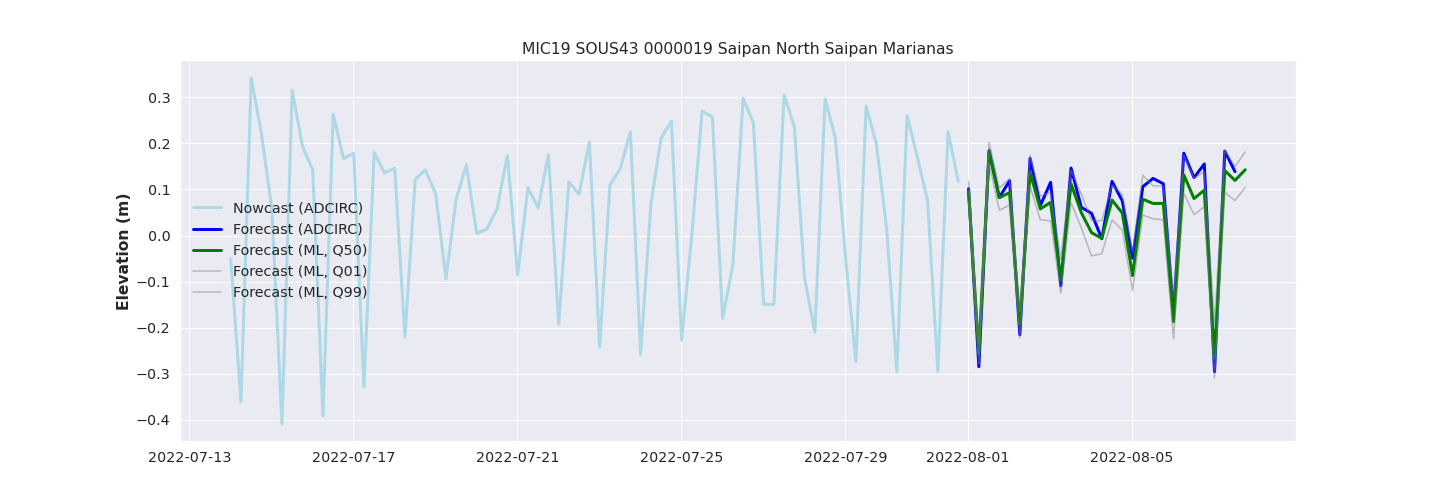 MIC19 SOUS43 0000019 Saipan North Saipan Marianas
Elevation (m)
0.3
0.2
0.1
0.0
−0.1
−0.2
−0.3
−0.4
Nowcast (ADCIRC)
Forecast (ADCIRC)
Forecast (ML, Q50)
Forecast (ML, Q01)
Forecast (ML, Q99)
2022-07-13 2022-07-17 2022-07-21 2022-07-25 2022-07-29 2022-08-01 2022-08-05